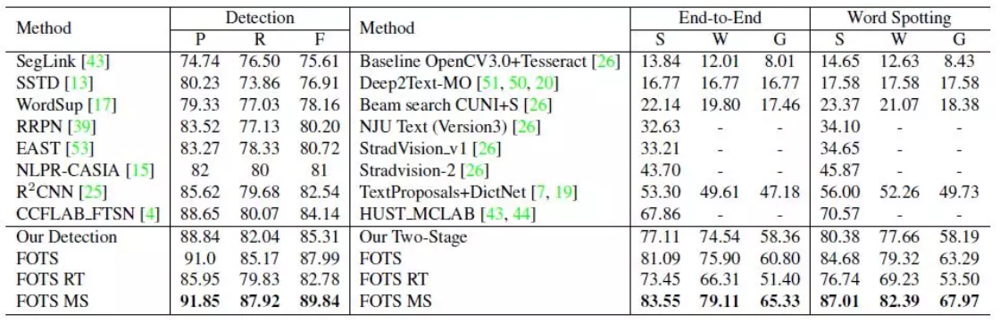 Method Detection Method End-to-End Word Spotting
P R F S W G S W G
SegLink [43] 74.74 76.50 75.61 Baseline OpenCV3.0+Tesseract [26] 13.84 12.01 8.01 14.65 12.63 8.43
SSTD [13] 80.23 73.86 76.91 Deep2Text-MO [51, 50, 20] 16.77 16.77 16.77 17.58 17.58 17.58
WordSup [17] 79.33 77.03 78.16 Beam search CUNI+S [26] 22.14 19.80 17.46 23.37 21.07 18.38
RRPN [39] 83.52 77.13 80.20 NJU Text (Version3) [26] 32.63 - - 34.10 - -
EAST [53] 83.27 78.33 80.72 StradVision_v1 [26] 33.21 - - 34.65 - -
NLPR-CASIA [15] 82 80 81 Stradvision-2 [26] 43.70 - - 45.87 - -
R²CNN [25] 85.62 79.68 82.54 TextProposals+DictNet [7, 19] 53.30 49.61 47.18 56.00 52.26 49.73
CCFLAB_FTSN [4] 88.65 80.07 84.14 HUST_MCLAB [43, 44] 67.86 - - 70.57 - -
Our Detection 88.84 82.04 85.31 Our Two-Stage 77.11 74.54 58.36 80.38 77.66 58.19
FOTS 91.0 85.17 87.99 FOTS 81.09 75.90 60.80 84.68 79.32 63.29
FOTS RT 85.95 79.83 82.78 FOTS RT 73.45 66.31 51.40 76.74 69.23 53.50
FOTS MS 91.85 87.92 89.84 FOTS MS 83.55 79.11 65.33 87.01 82.39 67.97